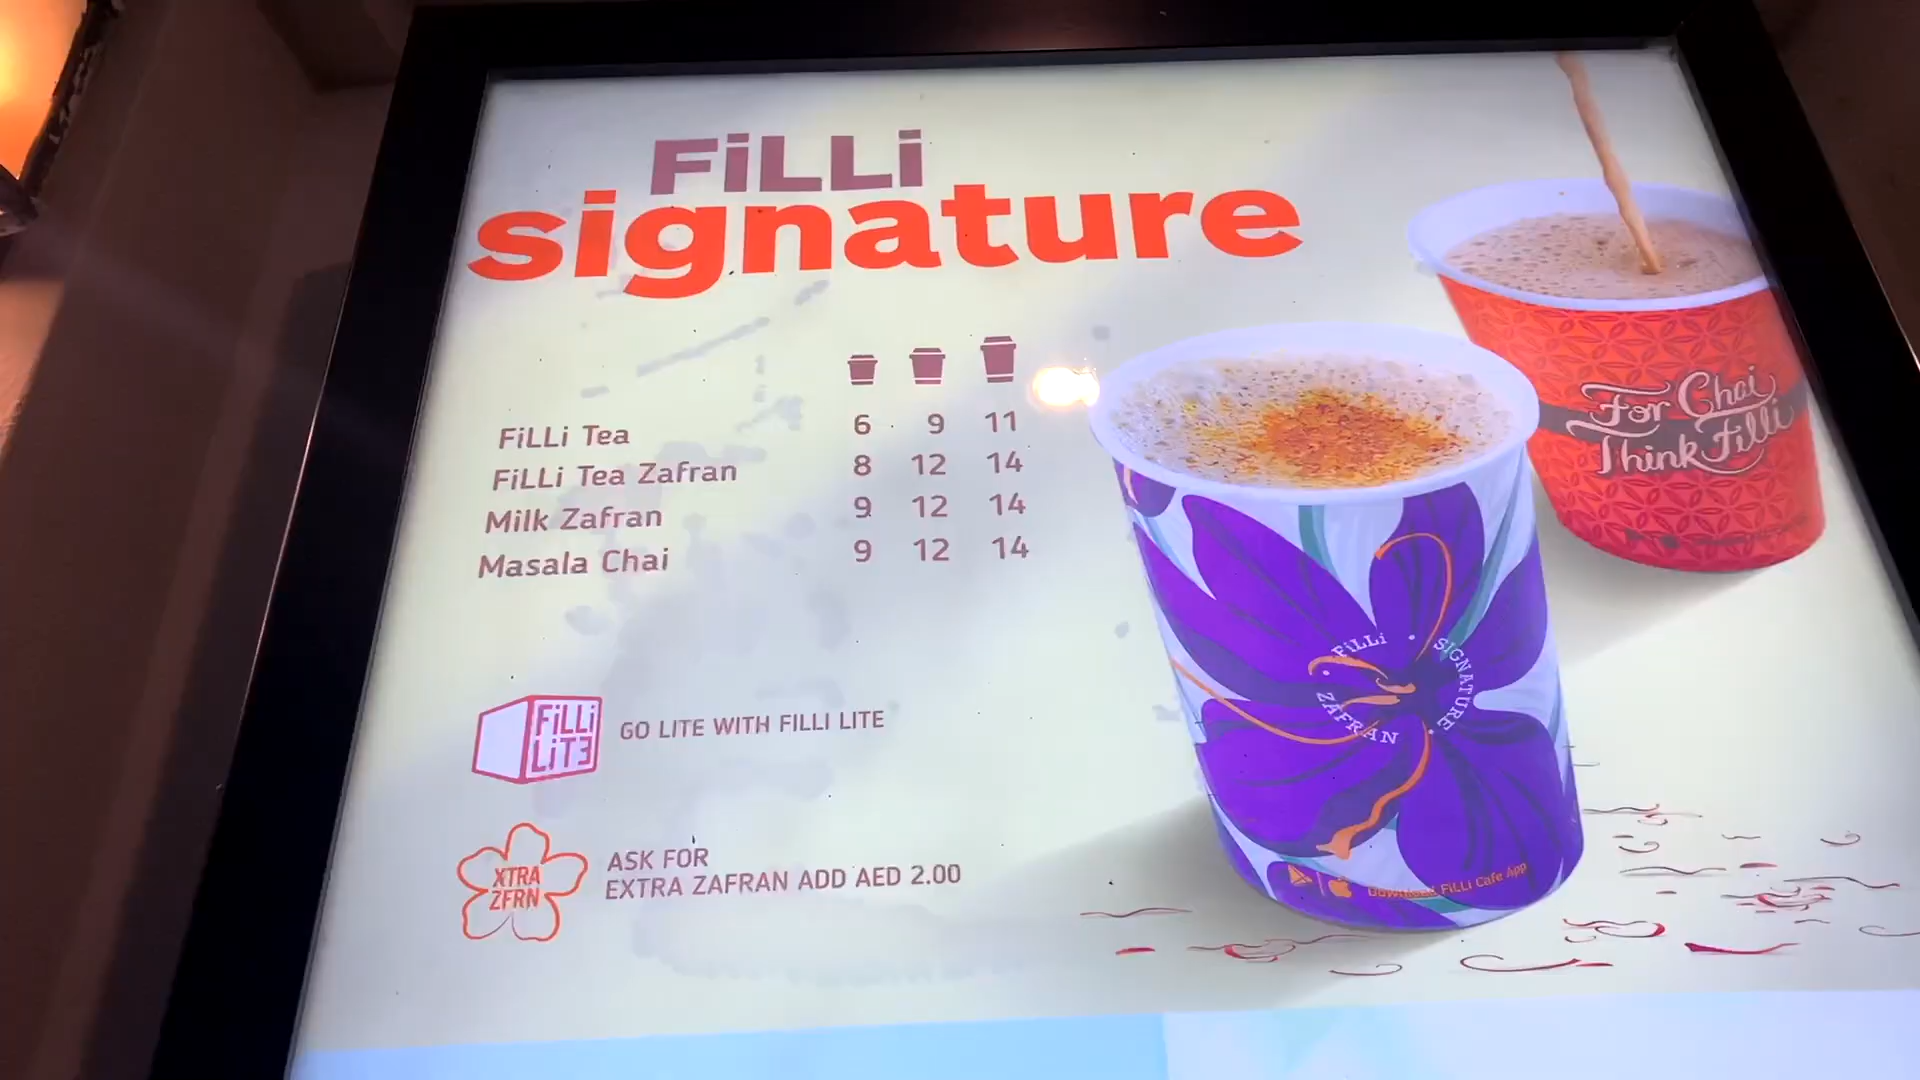 FiLLi
signature
FiLLi Tea 6 9 11
FiLLi Tea Zafran 8 12 14
Milk Zafran 9 12 14
Masala Chai 9 12 14
FiLLi LiTE
GO LITE WITH FILLI LITE
XTRA
ZFRN
ASK FOR
EXTRA ZAFRAN ADD AED 2.00
For Chai
Think Filli
FiLLi • SIGNATURE • ZAFRAN
Download FiLLi Cafe App